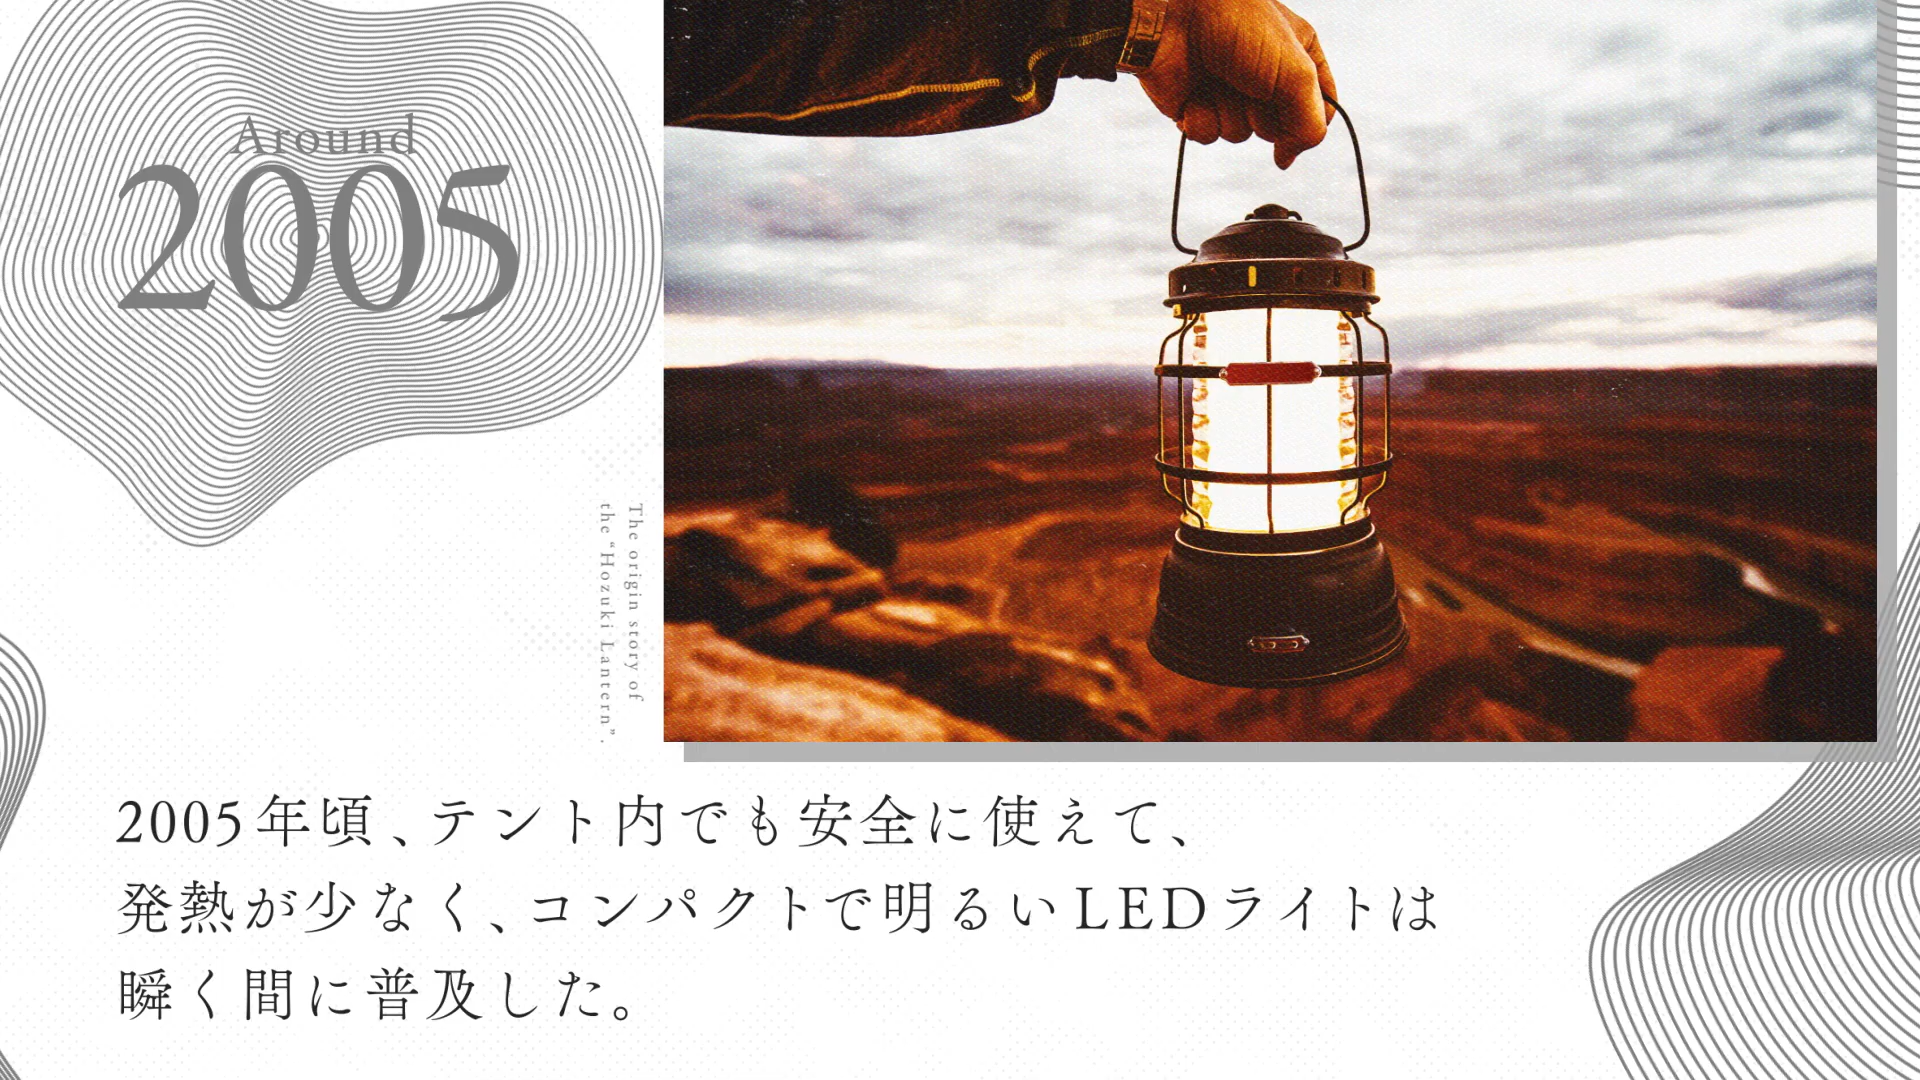 Around
2005
The origin story of
the “Hozuki Lantern”.
2005年頃、テント内でも安全に使えて、
発熱が少なく、コンパクトで明るいLEDライトは
瞬く間に普及した。